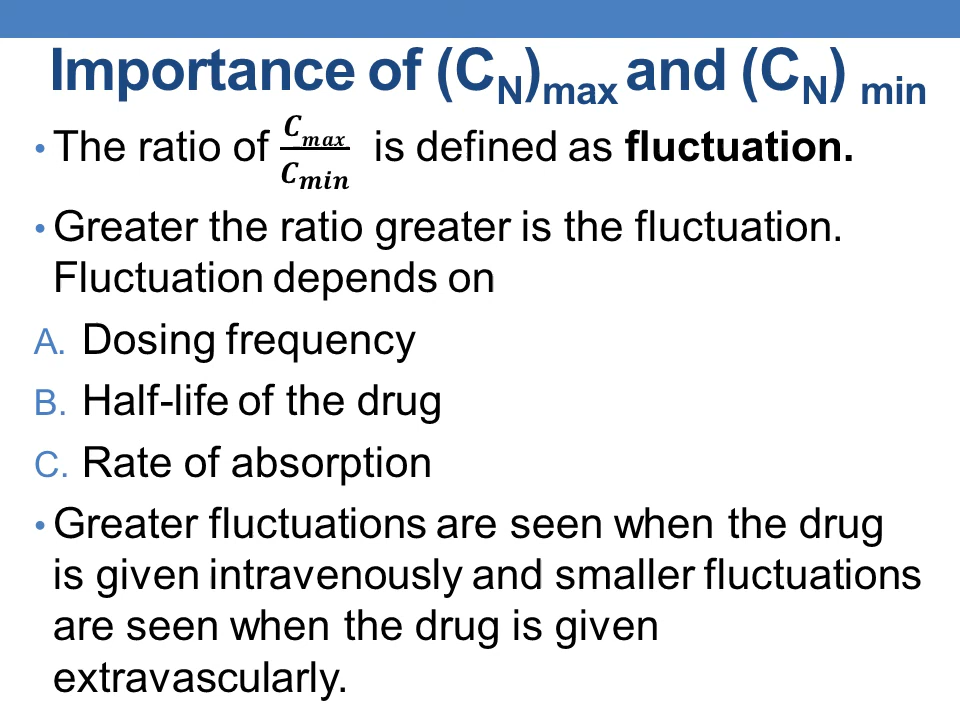 Importance of (CN)max and (CN) min
• The ratio of Cmax/Cmin is defined as fluctuation.
• Greater the ratio greater is the fluctuation.
Fluctuation depends on
A. Dosing frequency
B. Half-life of the drug
C. Rate of absorption
• Greater fluctuations are seen when the drug
is given intravenously and smaller fluctuations
are seen when the drug is given
extravascularly.